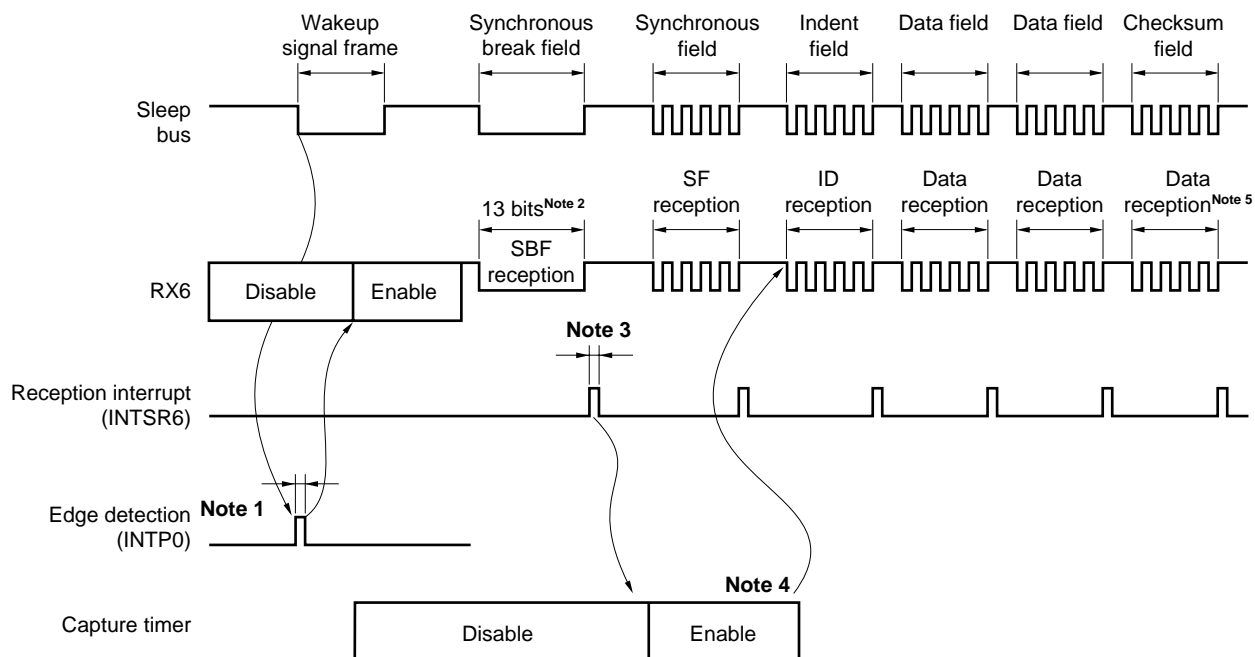 Wakeup
signal frame
Synchronous
break field
Synchronous
field
Indent
field
Data field
Data field
Checksum
field
Sleep
bus
13 bits Note 2
SF
reception
ID
reception
Data
reception
Data
reception
Data
reception Note 5
SBF
reception
RX6
Disable
Enable
Note 3
Reception interrupt
(INTSR6)
Note 1
Edge detection
(INTP0)
Note 4
Capture timer
Disable
Enable